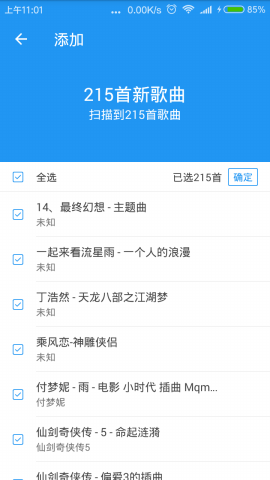 上午11:01 ... 0.00K/s 85%
添加
215首新歌曲
扫描到215首歌曲
全选 已选215首 确定
14、最终幻想 - 主题曲
未知
一起来看流星雨 - 一个人的浪漫
未知
丁浩然 - 天龙八部之江湖梦
未知
乘风恋-神雕侠侣
未知
付梦妮 - 雨 - 电影 小时代 插曲 Mqm...
付梦妮
仙剑奇侠传 - 5 - 命起涟漪
仙剑奇侠传5
仙剑奇侠传 - 偏爱3的插曲